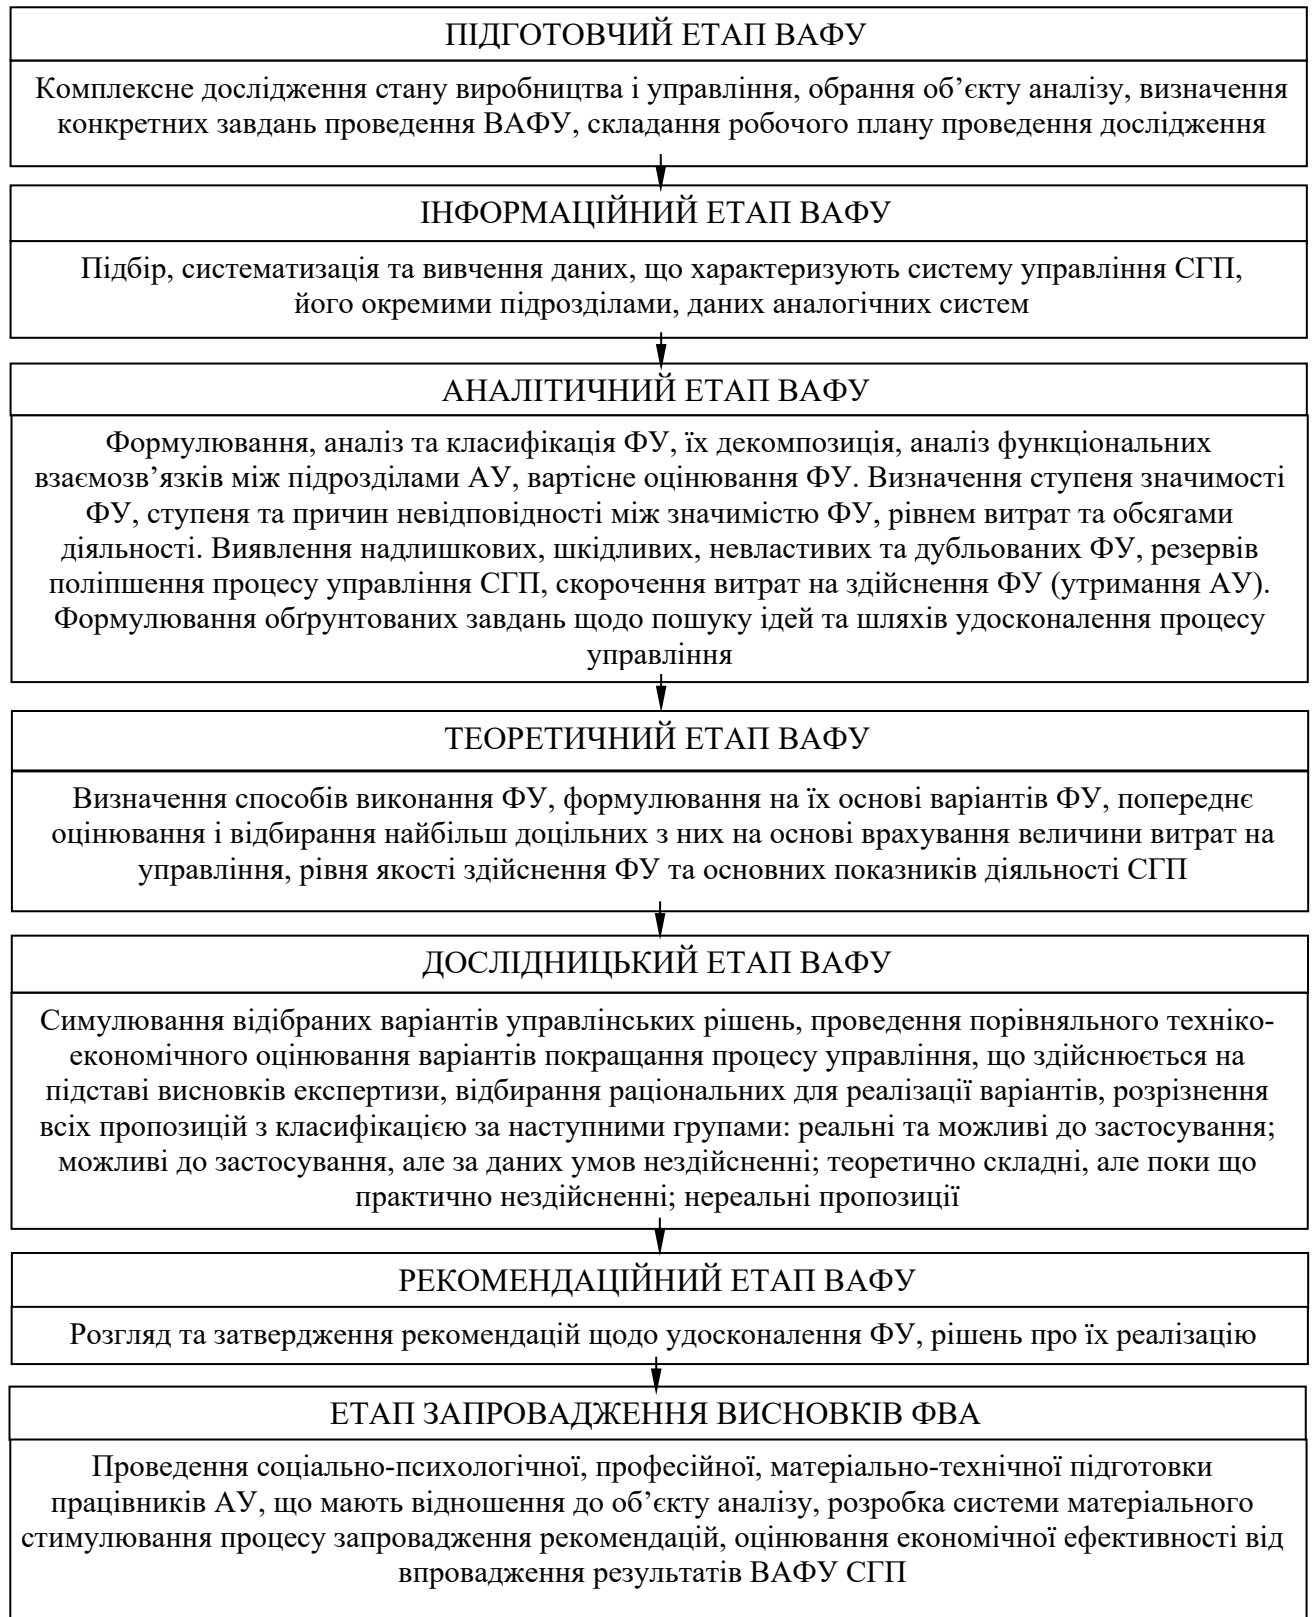 ПІДГОТОВЧИЙ ЕТАП ВАФУ
Комплексне дослідження стану виробництва і управління, обрання об’єкту аналізу, визначення
конкретних завдань проведення ВАФУ, складання робочого плану проведення дослідження
ІНФОРМАЦІЙНИЙ ЕТАП ВАФУ
Підбір, систематизація та вивчення даних, що характеризують систему управління СГП,
його окремими підрозділами, даних аналогічних систем
АНАЛІТИЧНИЙ ЕТАП ВАФУ
Формулювання, аналіз та класифікація ФУ, їх декомпозиція, аналіз функціональних
взаємозв’язків між підрозділами АУ, вартісне оцінювання ФУ. Визначення ступеня значимості
ФУ, ступеня та причин невідповідності між значимістю ФУ, рівнем витрат та обсягами
діяльності. Виявлення надлишкових, шкідливих, невластивих та дубльованих ФУ, резервів
поліпшення процесу управління СГП, скорочення витрат на здійснення ФУ (утримання АУ).
Формулювання обґрунтованих завдань щодо пошуку ідей та шляхів удосконалення процесу
управління
ТЕОРЕТИЧНИЙ ЕТАП ВАФУ
Визначення способів виконання ФУ, формулювання на їх основі варіантів ФУ, попереднє
оцінювання і відбирання найбільш доцільних з них на основі врахування величини витрат на
управління, рівня якості здійснення ФУ та основних показників діяльності СГП
ДОСЛІДНИЦЬКИЙ ЕТАП ВАФУ
Симулювання відібраних варіантів управлінських рішень, проведення порівняльного техніко-
економічного оцінювання варіантів покращання процесу управління, що здійснюється на
підставі висновків експертизи, відбирання раціональних для реалізації варіантів, розрізнення
всіх пропозицій з класифікацією за наступними групами: реальні та можливі до застосування;
можливі до застосування, але за даних умов нездійсненні; теоретично складні, але поки що
практично нездійсненні; нереальні пропозиції
РЕКОМЕНДАЦІЙНИЙ ЕТАП ВАФУ
Розгляд та затвердження рекомендацій щодо удосконалення ФУ, рішень про їх реалізацію
ЕТАП ЗАПРОВАДЖЕННЯ ВИСНОВКІВ ФВА
Проведення соціально-психологічної, професійної, матеріально-технічної підготовки
працівників АУ, що мають відношення до об’єкту аналізу, розробка системи матеріального
стимулювання процесу запровадження рекомендацій, оцінювання економічної ефективності від
впровадження результатів ВАФУ СГП